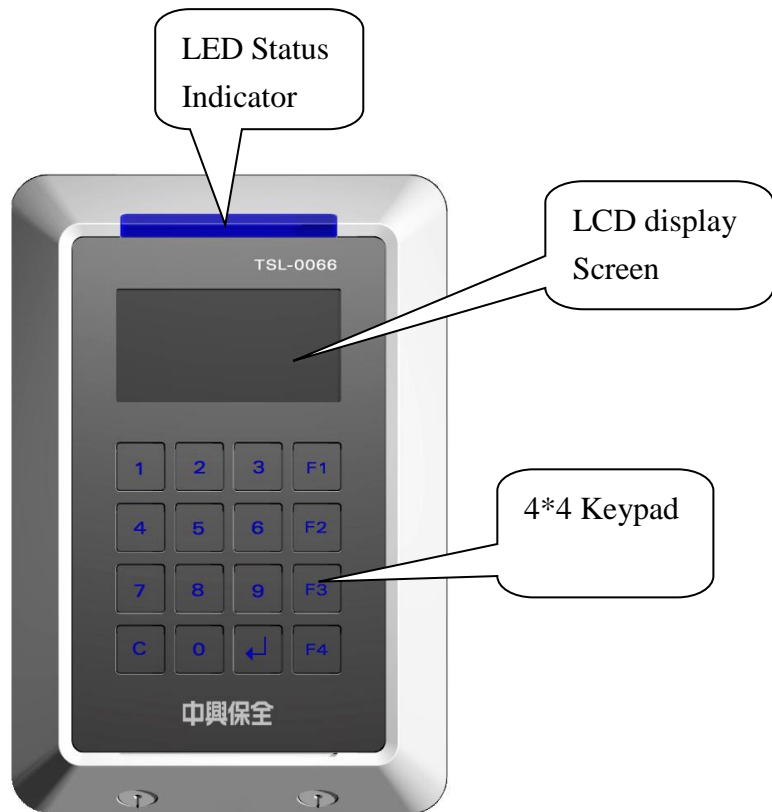 LED Status
Indicator
LCD display
Screen
TSL-0066
1 2 3 F1
4 5 6 F2
4*4 Keypad
7 8 9 F3
C 0 ↵ F4
中興保全